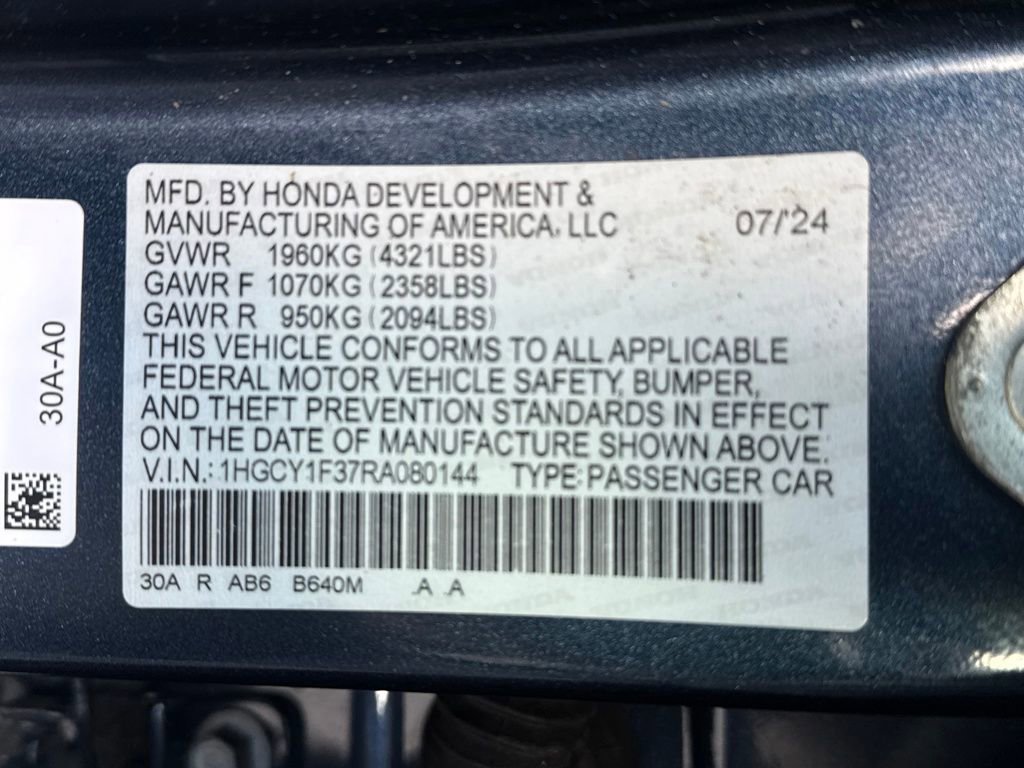 MFD. BY HONDA DEVELOPMENT &
MANUFACTURING OF AMERICA, LLC 07/'24
GVWR 1960KG (4321LBS)
GAWR F 1070KG (2358LBS)
GAWR R 950KG (2094LBS)
THIS VEHICLE CONFORMS TO ALL APPLICABLE
FEDERAL MOTOR VEHICLE SAFETY, BUMPER,
AND THEFT PREVENTION STANDARDS IN EFFECT
ON THE DATE OF MANUFACTURE SHOWN ABOVE.
V.I.N.: 1HGCY1F37RA080144 TYPE: PASSENGER CAR
30A R AB6 B640M A A
30A-A0